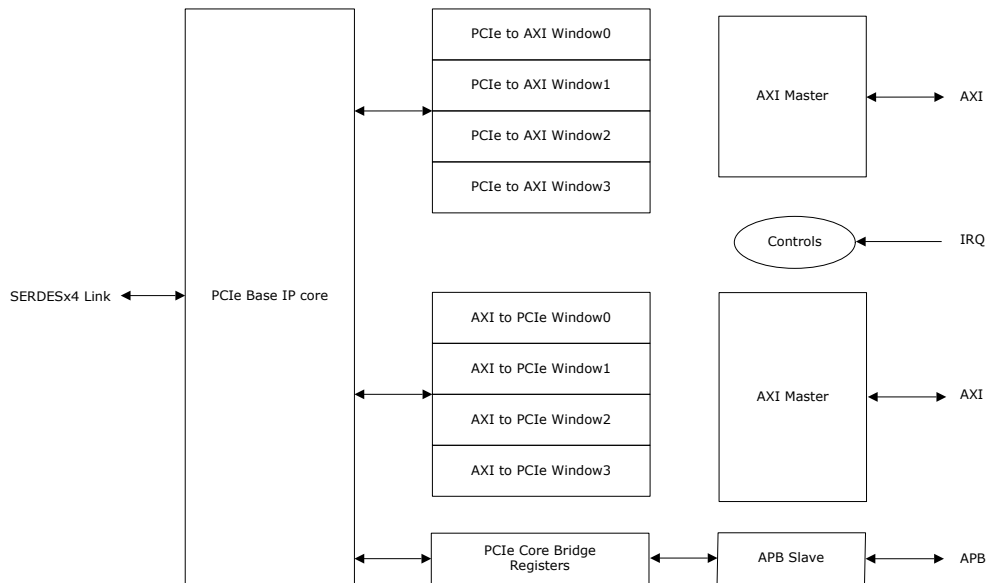 PCIe to AXI Window0
PCIe to AXI Window1
PCIe to AXI Window2
PCIe to AXI Window3
AXI Master
AXI
Controls
IRQ
SERDESx4 Link
PCIe Base IP core
AXI to PCIe Window0
AXI to PCIe Window1
AXI to PCIe Window2
AXI to PCIe Window3
AXI Master
AXI
PCIe Core Bridge
Registers
APB Slave
APB